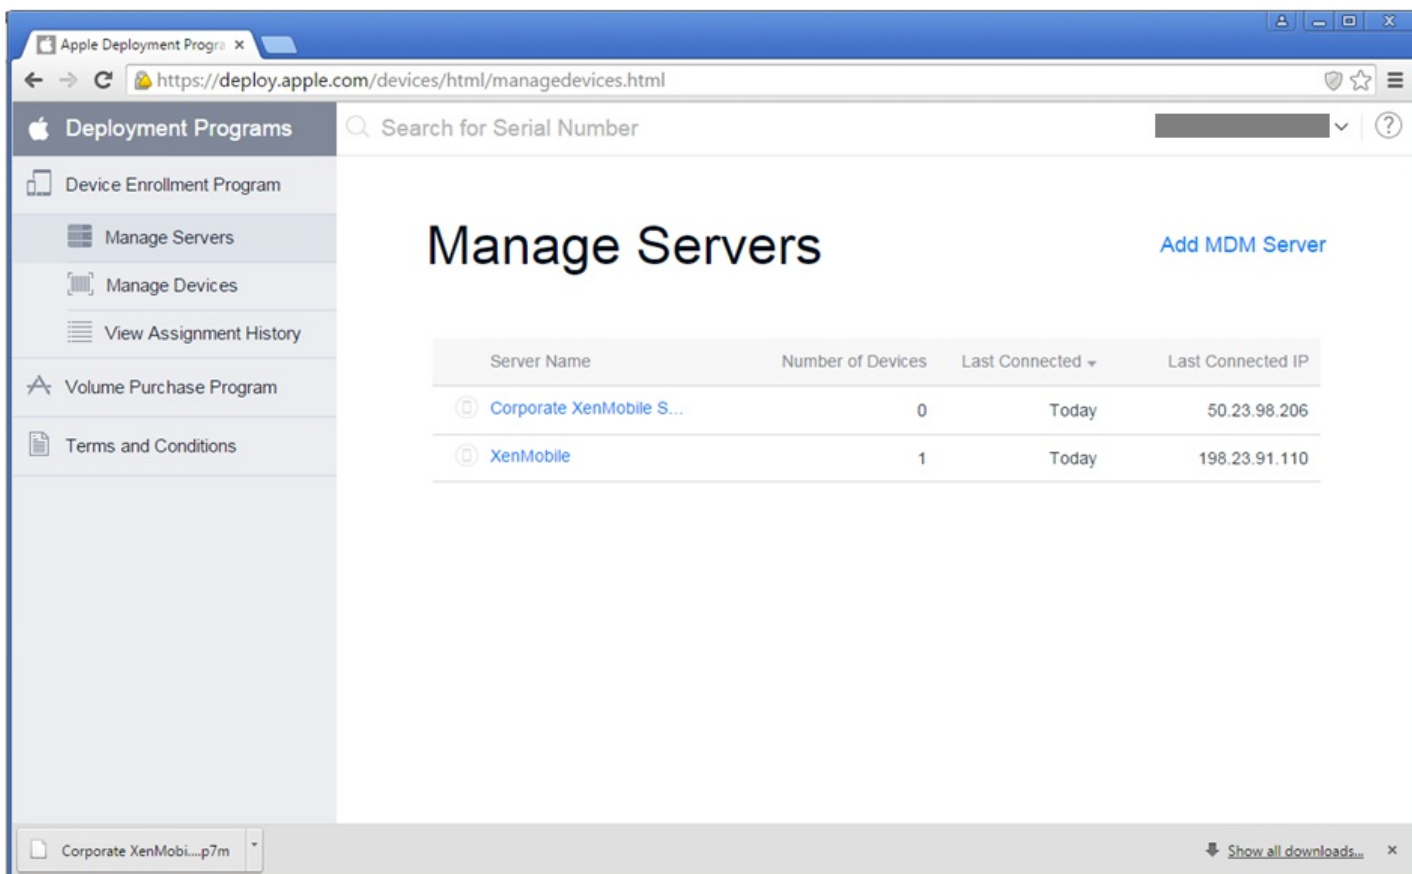 Apple Deployment Progra
https://deploy.apple.com/devices/html/managedevices.html
Deployment Programs
Search for Serial Number
Device Enrollment Program
Manage Servers
Manage Devices
View Assignment History
Volume Purchase Program
Terms and Conditions
Manage Servers
Add MDM Server
Server Name Number of Devices Last Connected Last Connected IP
Corporate XenMobile S... 0 Today 50.23.98.206
XenMobile 1 Today 198.23.91.110
Corporate XenMobi....p7m
Show all downloads...